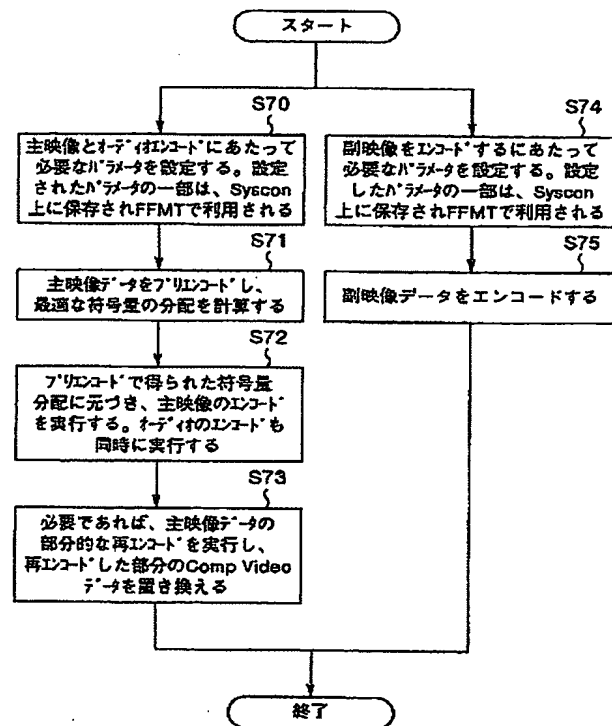 スタート
S70
主映像とオーディオエンコードにあたって
必要なパラメータを設定する。設定
されたパラメータの一部は、Syscon
上に保存されFFMTで利用される
S71
主映像データをプリエンコードし、
最適な符号量の分配を計算する
S72
プリエンコードで得られた符号量
分配に元づき、主映像のエンコード
を実行する。オーディオのエンコードも
同時に実行する
S73
必要であれば、主映像データの
部分的な再エンコードを実行し、
再エンコードした部分のComp Video
データを置き換える
S74
副映像をエンコードするにあたって
必要なパラメータを設定する。設定
したパラメータの一部は、Syscon
上に保存されFFMTで利用される
S75
副映像データをエンコードする
終了